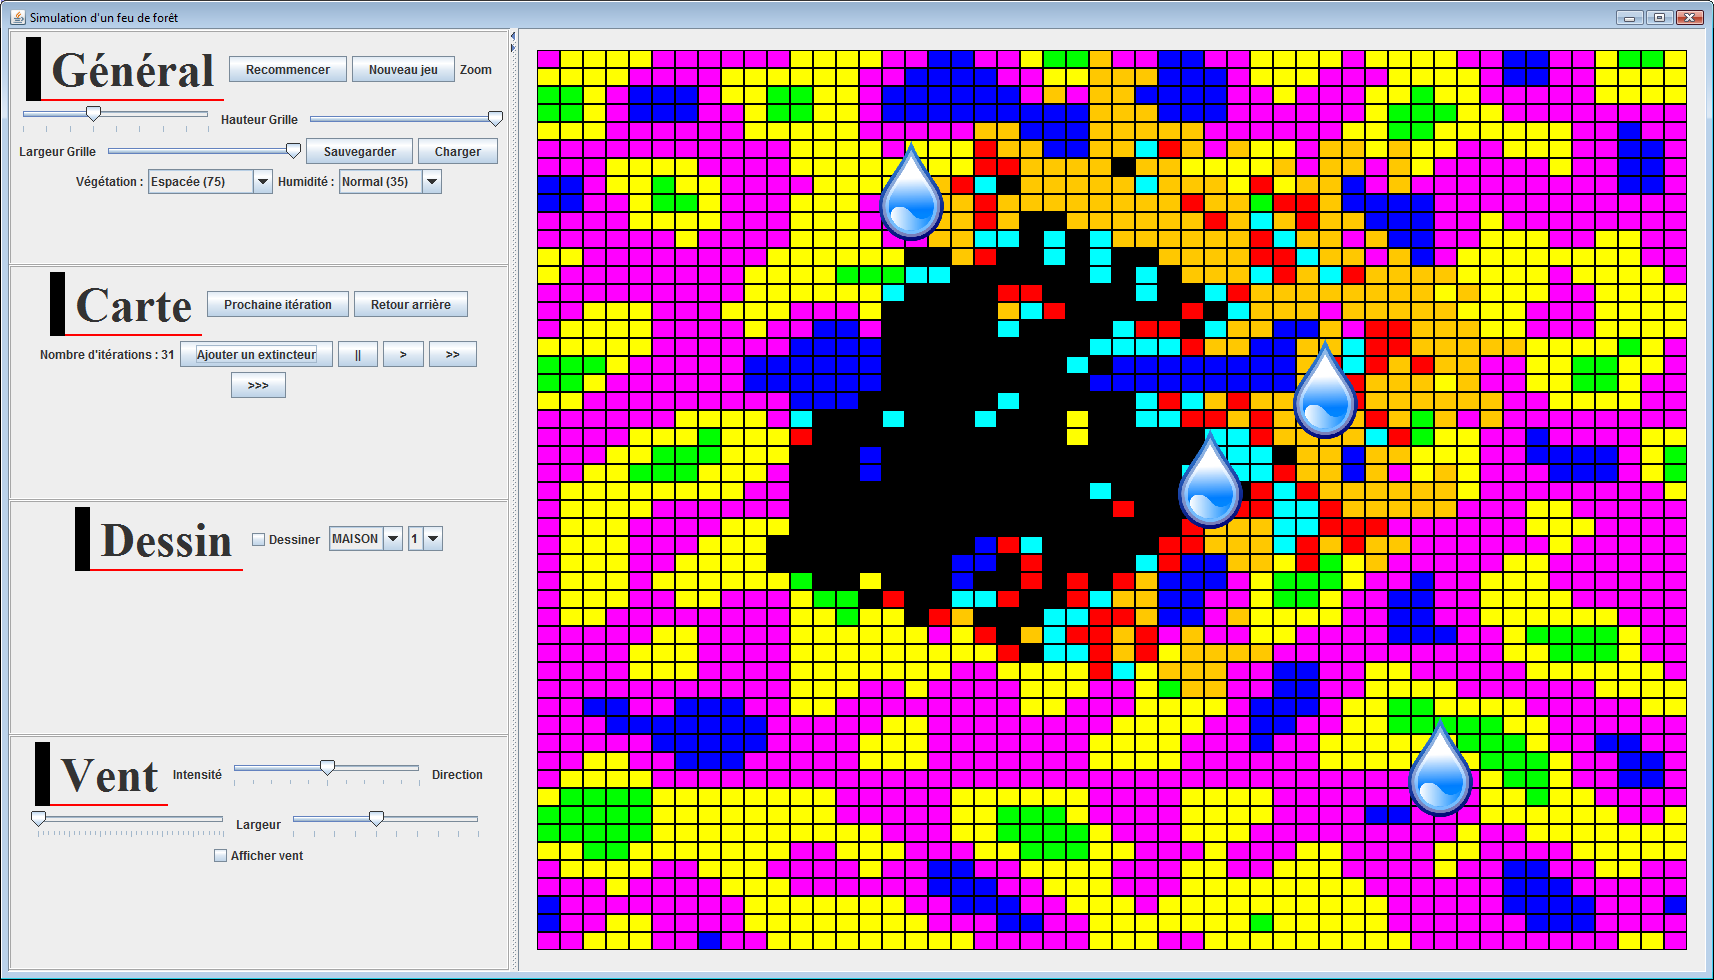 Simulation d'un feu de forêt
Général Recommencer Nouveau jeu Zoom
Hauteur Grille
Largeur Grille Sauvegarder Charger
Végétation : Espacée (75) Humidité : Normal (35)
Carte Prochaine itération Retour arrière
Nombre d'itérations : 31 Ajouter un extincteur || > >>
>>>
Dessin Dessiner MAISON 1
Vent Intensité Direction
Largeur
Afficher vent